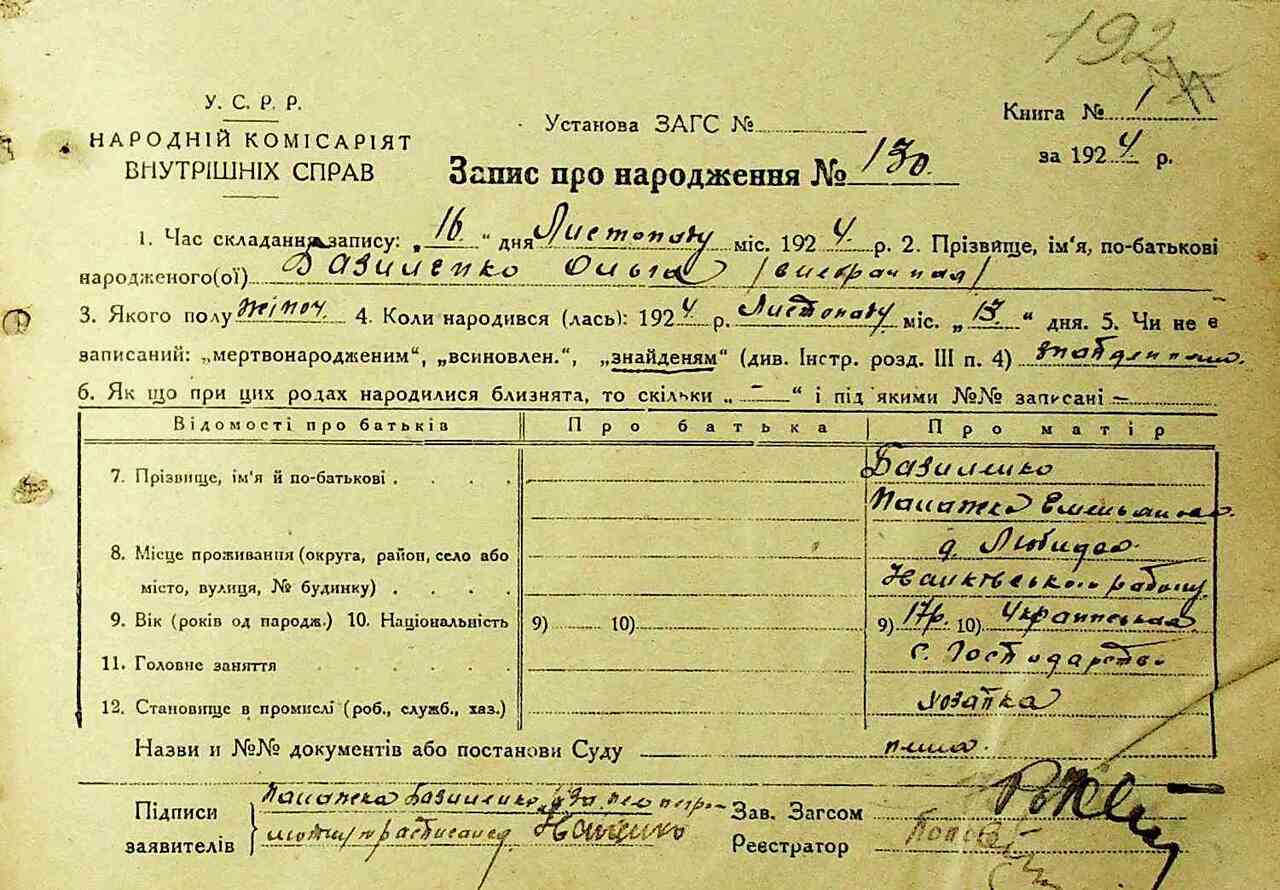 192
У. С. Р. Р.
НАРОДНІЙ КОМІСАРІЯТ
ВНУТРІШНІХ СПРАВ
Установа ЗАГС №
Запис про народження № 130.
Книга № 1
за 1924 р.
1. Час складання запису: „16“ дня Листопаду міс. 1924 р. 2. Прізвище, ім'я, по-батькові
народженого(ої) Базиленко Ольга
3. Якого полу жіноч. 4. Коли народився (лась): 1924 р. Листопаду міс. „13“ дня. 5. Чи не є
записаний: „мертвонародженим“, „всиновлен.“, „знайденям“ (див. Інстр. розд. III п. 4)
6. Як що при цих родах народилися близнята, то скільки „ – “ і під якими №№ записані –
Відомості про батьків Про батька Про матір
7. Прізвище, ім'я й по-батькові . . . . Базиленко
8. Місце проживання (округа, район, село або
місто, вулиця, № будинку) . . . . району
9. Вік (років од народж.) 10. Національність 9) 10) 9) 17р. 10) Українська
11. Головне заняття . . . . . с. Господарство
12. Становище в промислі (роб., служб., хаз.) хозяйка
Назви и №№ документів або постанови Суду нема.
Підписи Базиленко
заявителів
Зав. Загсом
Реєстратор